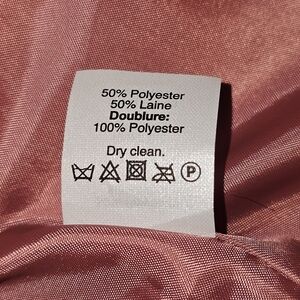 50% Polyester
50% Laine
Doublure:
100% Polyester
Dry clean.
P